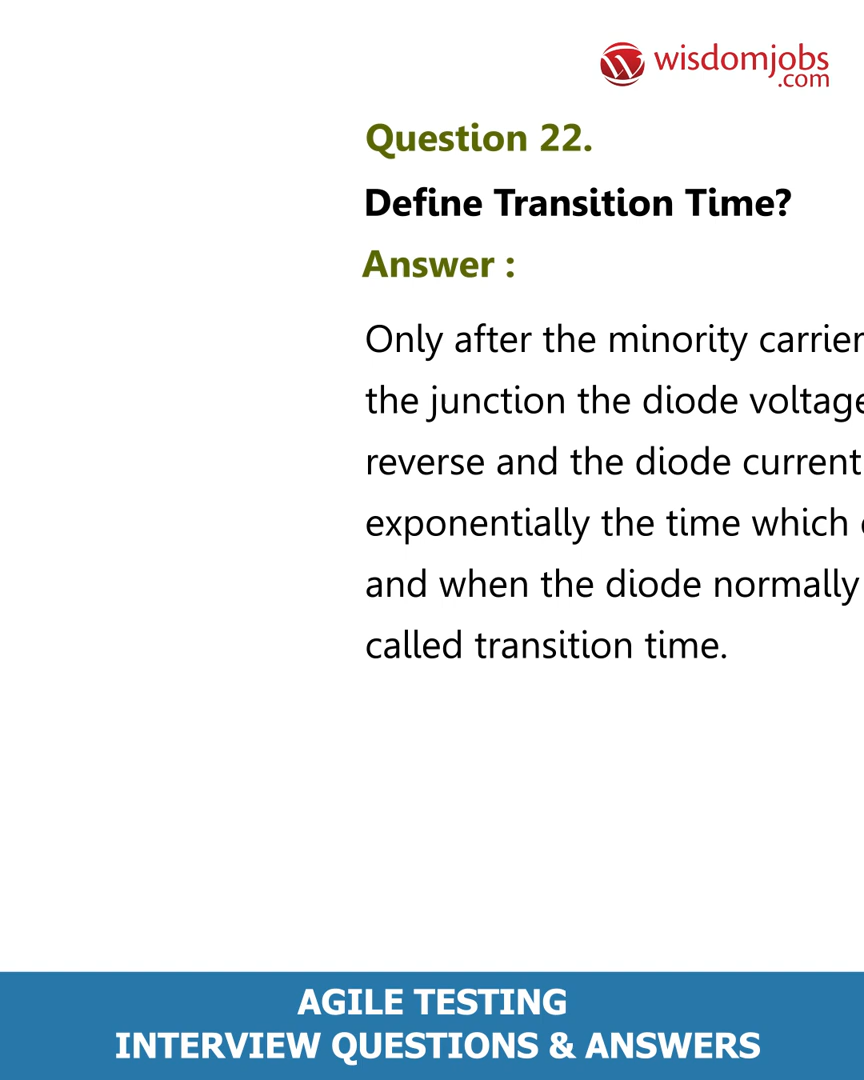 wisdomjobs
.com
Question 22.
Define Transition Time?
Answer :
Only after the minority carrier
the junction the diode voltage
reverse and the diode current
exponentially the time which
and when the diode normally
called transition time.
AGILE TESTING
INTERVIEW QUESTIONS & ANSWERS